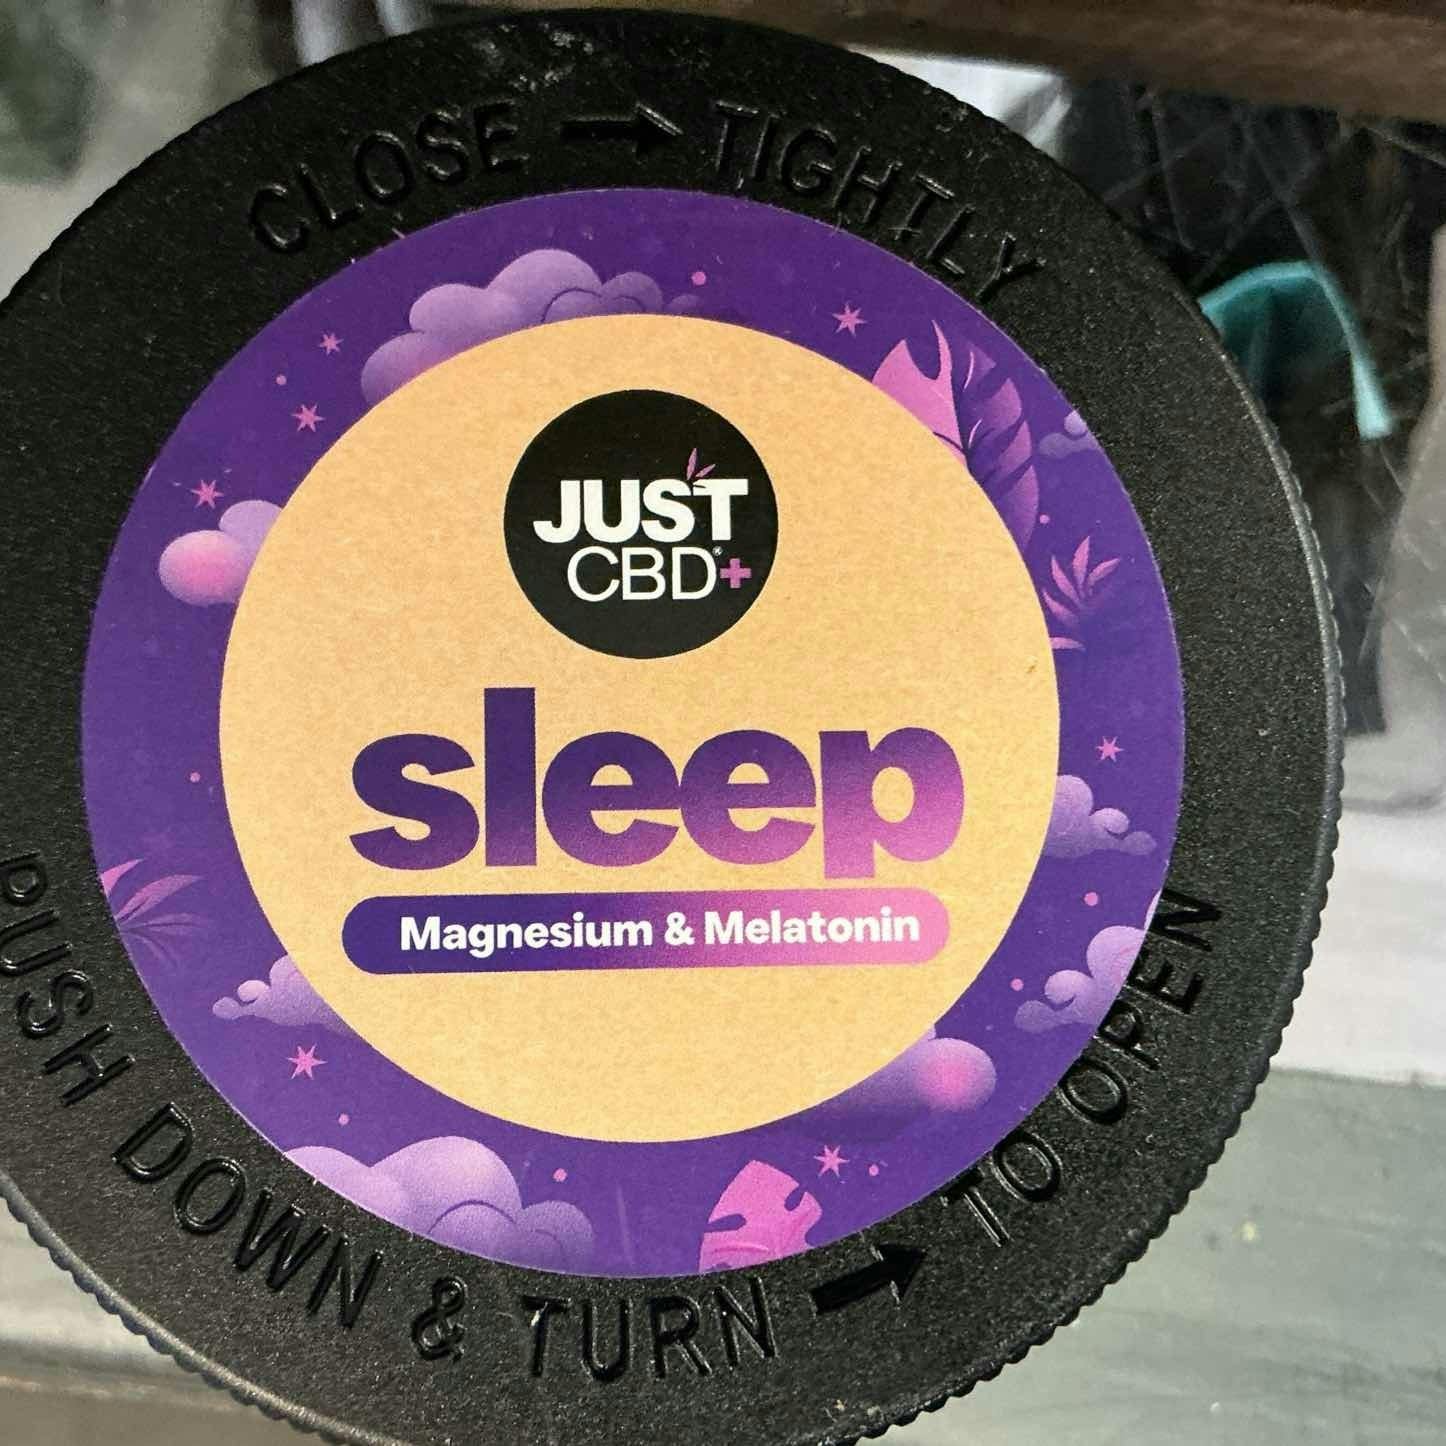 CLOSE → TIGHTLY
JUST
CBD®+
sleep
Magnesium & Melatonin
PUSH DOWN & TURN → TO OPEN